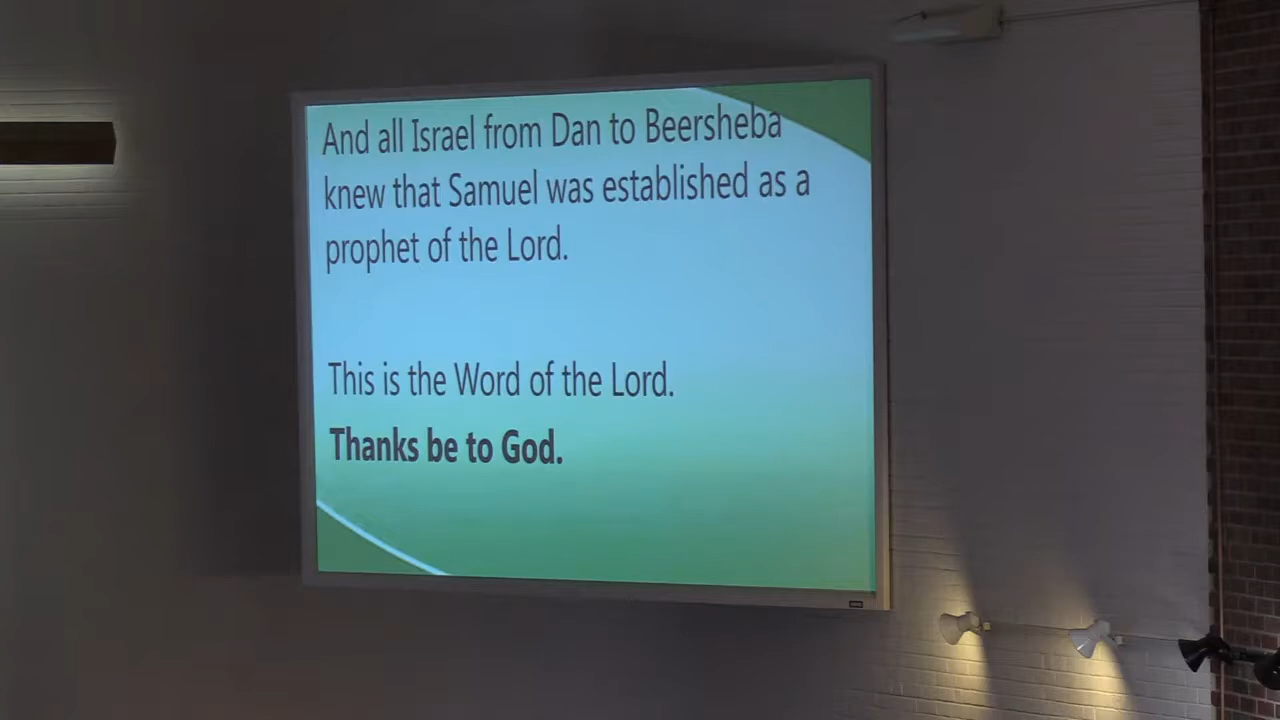 And all Israel from Dan to Beersheba
knew that Samuel was established as a
prophet of the Lord.
This is the Word of the Lord.
Thanks be to God.